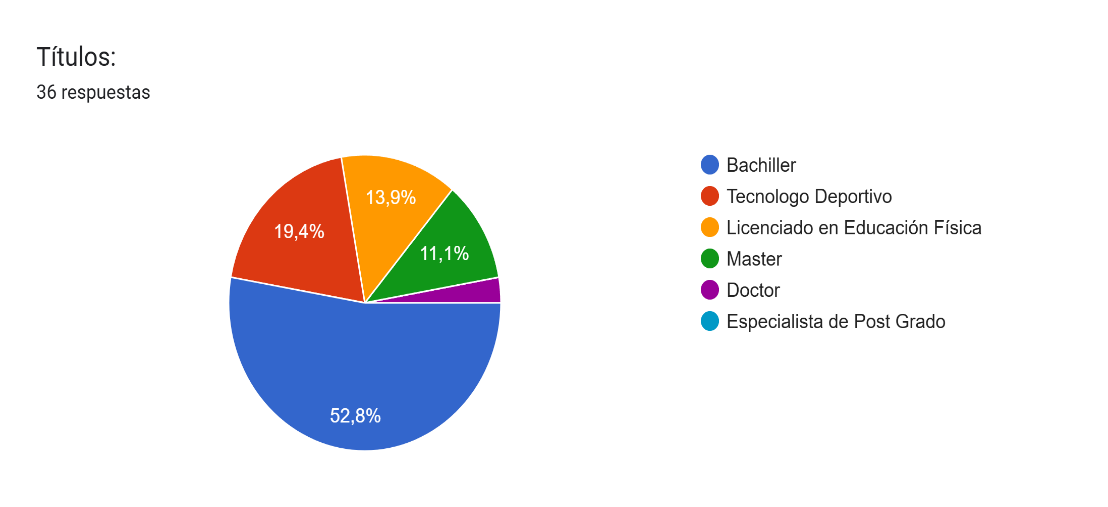 Títulos:
36 respuestas
13,9%
19,4%
11,1%
52,8%
Bachiller
Tecnologo Deportivo
Licenciado en Educación Física
Master
Doctor
Especialista de Post Grado